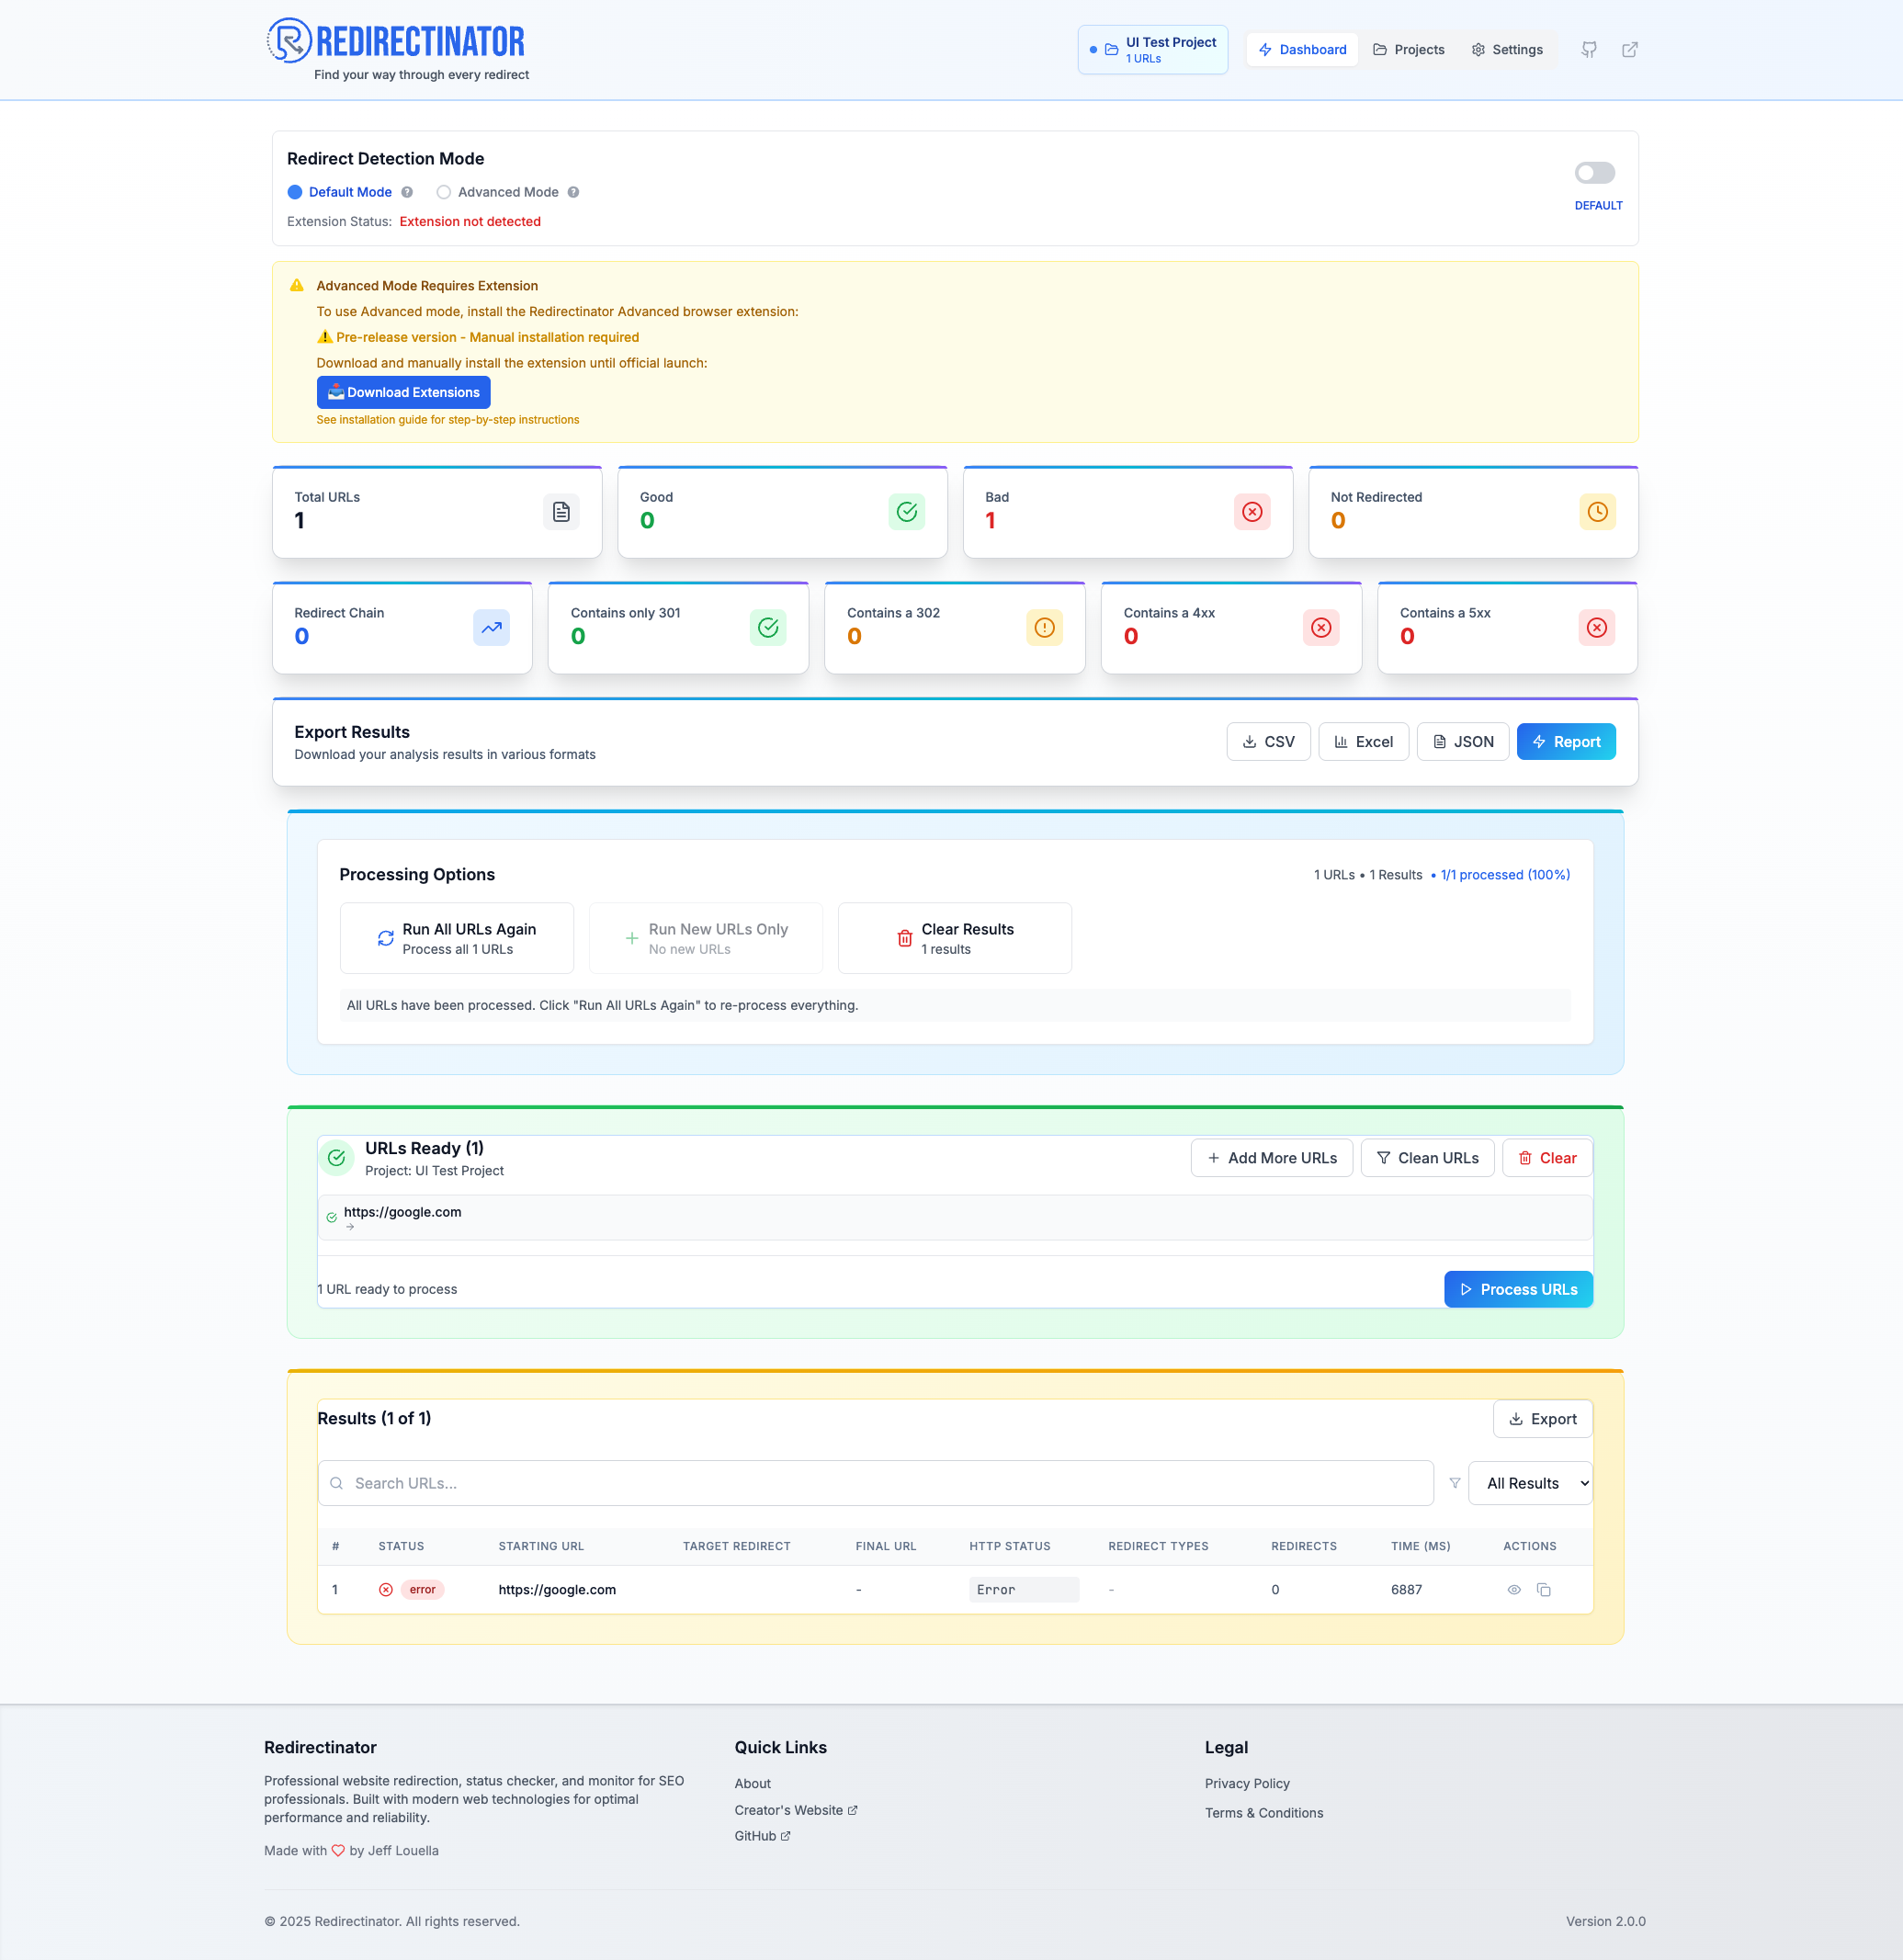 REDIRECTINATOR
Find your way through every redirect
UI Test Project
1 URLs
Dashboard
Projects
Settings
Redirect Detection Mode
Default Mode ?
Advanced Mode ?
Extension Status: Extension not detected
DEFAULT
Advanced Mode Requires Extension
To use Advanced mode, install the Redirectinator Advanced browser extension:
⚠️ Pre-release version - Manual installation required
Download and manually install the extension until official launch:
📥 Download Extensions
See installation guide for step-by-step instructions
Total URLs
1
Good
0
Bad
1
Not Redirected
0
Redirect Chain
0
Contains only 301
0
Contains a 302
0
Contains a 4xx
0
Contains a 5xx
0
Export Results
Download your analysis results in various formats
CSV
Excel
JSON
Report
Processing Options
1 URLs • 1 Results • 1/1 processed (100%)
Run All URLs Again
Process all 1 URLs
Run New URLs Only
No new URLs
Clear Results
1 results
All URLs have been processed. Click "Run All URLs Again" to re-process everything.
URLs Ready (1)
Project: UI Test Project
Add More URLs
Clean URLs
Clear
https://google.com
→
1 URL ready to process
Process URLs
Results (1 of 1)
Export
Search URLs...
All Results
# STATUS STARTING URL TARGET REDIRECT FINAL URL HTTP STATUS REDIRECT TYPES REDIRECTS TIME (MS) ACTIONS
1 error https://google.com - Error - 0 6887
Redirectinator
Professional website redirection, status checker, and monitor for SEO
professionals. Built with modern web technologies for optimal
performance and reliability.
Made with ♡ by Jeff Louella
Quick Links
About
Creator's Website
GitHub
Legal
Privacy Policy
Terms & Conditions
© 2025 Redirectinator. All rights reserved.
Version 2.0.0